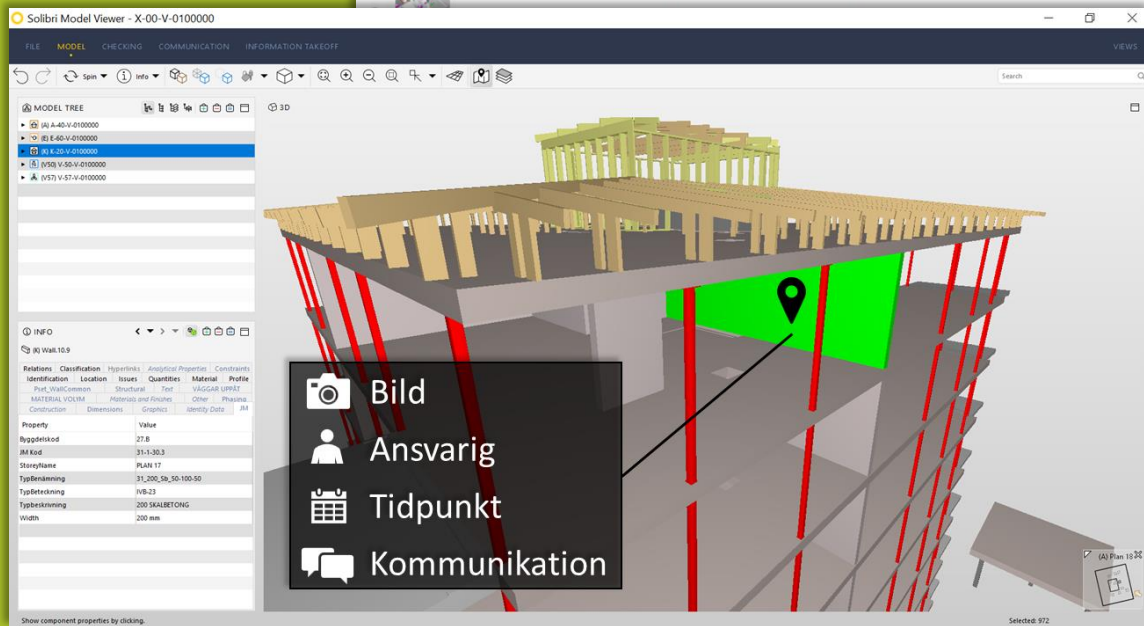 Solibri Model Viewer - X-00-V-0100000
FILE MODEL CHECKING COMMUNICATION INFORMATION TAKEOFF VIEWS
Spin Info Search
MODEL TREE
3D
(A) A-40-V-0100000
(E) E-60-V-0100000
(K) K-20-V-0100000
(V50) V-50-V-0100000
(V57) V-57-V-0100000
INFO
(K) Wall.10.9
Relations Classification Hyperlinks Analytical Properties Constraints
Identification Location Issues Quantities Material Profile
Pset_WallCommon Structural Text VÄGGAR UPPÅT
MATERIAL VOLIM Materials and Finishes Other Phasing
Construction Dimensions Graphics Identity Data JM
Property Value
Byggdelskod 27.B
JM Kod 31-1-30.3
StoreyName PLAN 17
TypBenämning 31_200_Sb_50-100-50
TypBeteckning IVB-23
Typbeskrivning 200 SKALBETONG
Width 200 mm
Bild
Ansvarig
Tidpunkt
Kommunikation
(A) Plan 18
Show component properties by clicking. Selected: 972